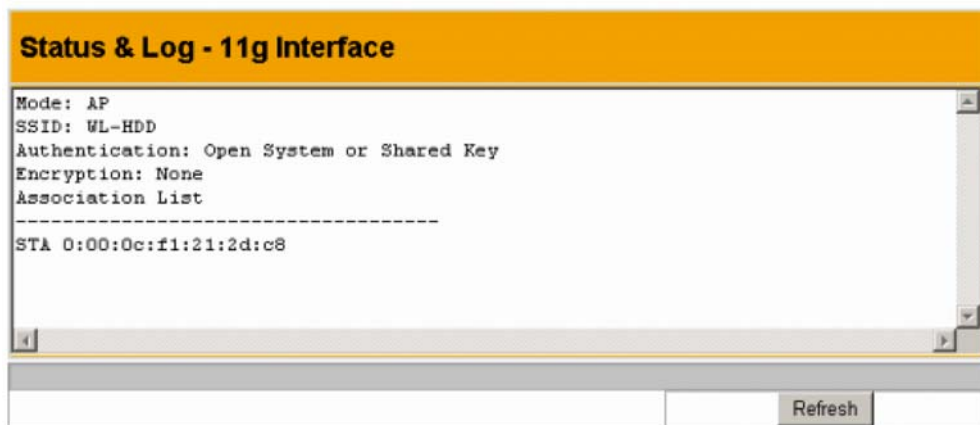 Status & Log - 11g Interface
Mode: AP
SSID: WL-HDD
Authentication: Open System or Shared Key
Encryption: None
Association List
------------------------------------
STA 0:00:0c:f1:21:2d:c8
Refresh